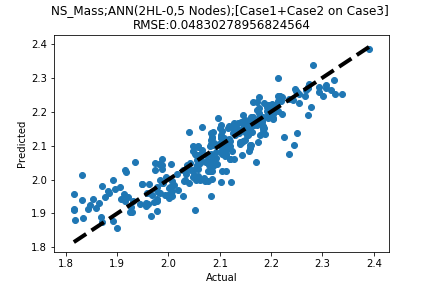 NS_Mass;ANN(2HL-0,5 Nodes);[Case1+Case2 on Case3]
RMSE:0.04830278956824564
2.4
2.3
2.2
2.1
2.0
1.9
1.8
Predicted
1.8 1.9 2.0 2.1 2.2 2.3 2.4
Actual